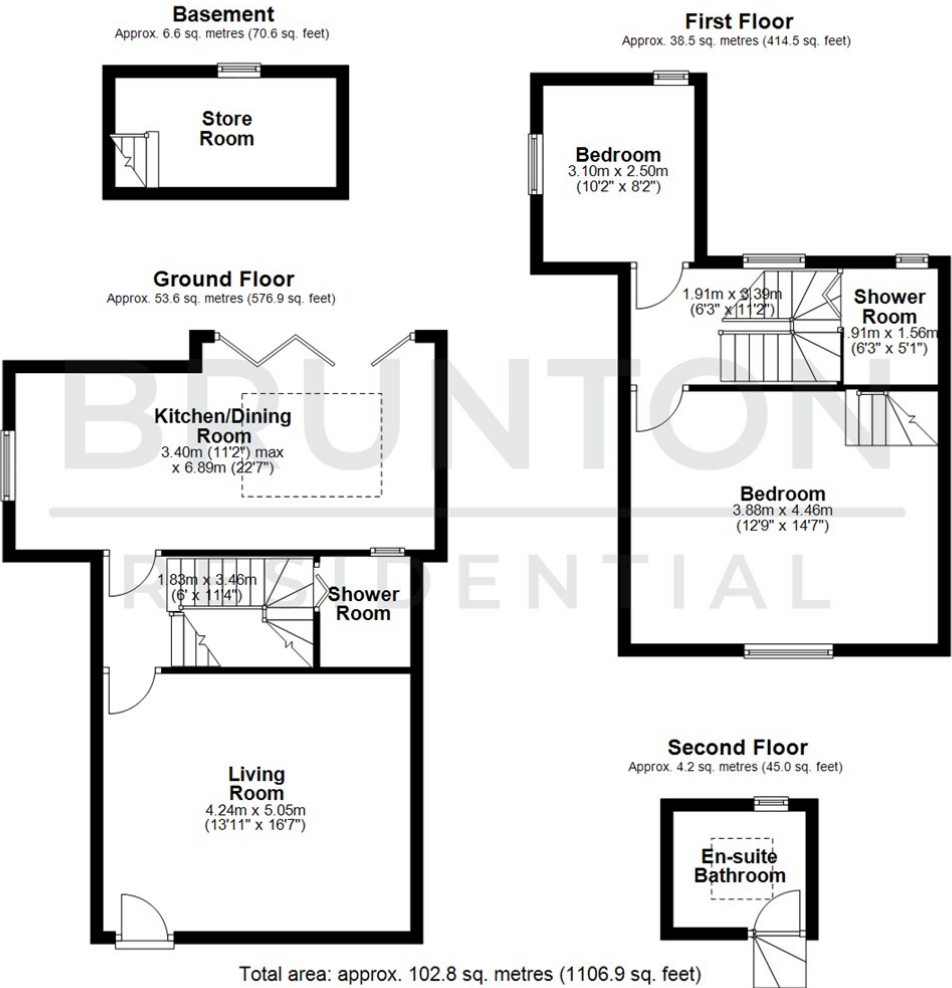 Basement
Approx. 6.6 sq. metres (70.6 sq. feet)
Store
Room
First Floor
Approx. 38.5 sq. metres (414.5 sq. feet)
Bedroom
3.10m x 2.50m
(10'2" x 8'2")
1.91m x 3.39m
(6'3" x 11'2")
Shower
Room
.91m x 1.56m
(6'3" x 5'1")
Bedroom
3.88m x 4.46m
(12'9" x 14'7")
Ground Floor
Approx. 53.6 sq. metres (576.9 sq. feet)
Kitchen/Dining
Room
3.40m (11'2") max
x 6.89m (22'7")
1.83m x 3.46m
(6' x 11'4")
Shower
Room
Living
Room
4.24m x 5.05m
(13'11" x 16'7")
Second Floor
Approx. 4.2 sq. metres (45.0 sq. feet)
En-suite
Bathroom
Total area: approx. 102.8 sq. metres (1106.9 sq. feet)
BRUNTON
RESIDENTIAL